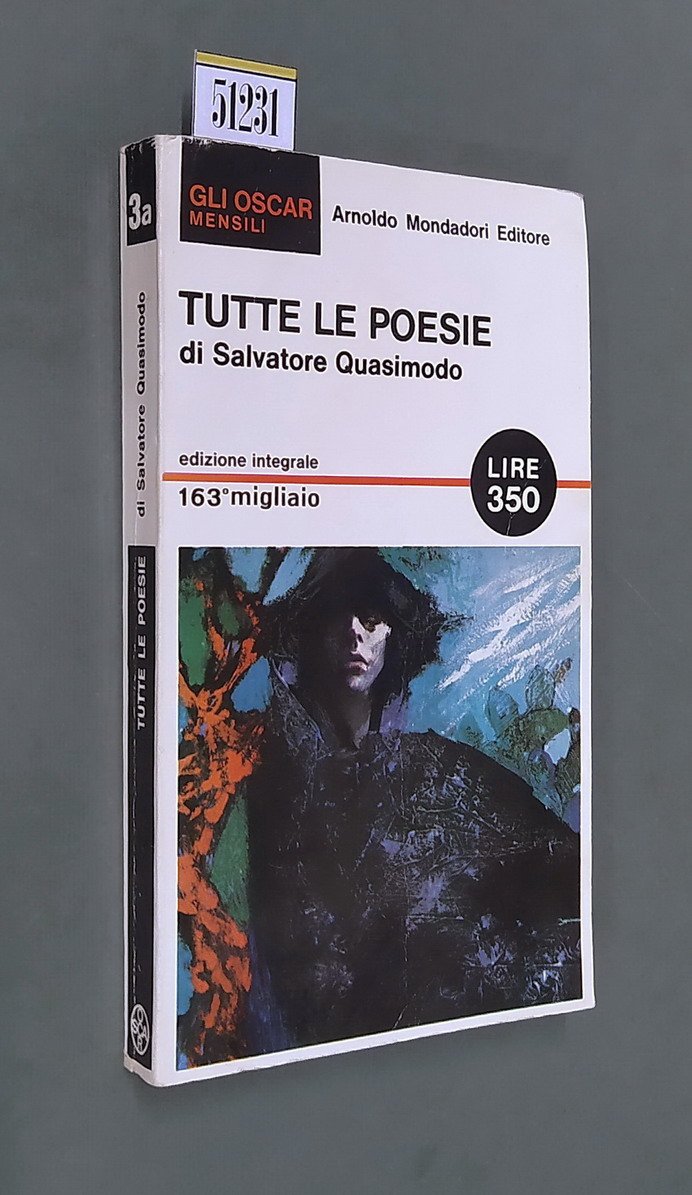 51231
GLI OSCAR
MENSILI
Arnoldo Mondadori Editore
TUTTE LE POESIE
di Salvatore Quasimodo
edizione integrale
163° migliaio
LIRE
350
3a
di Salvatore Quasimodo
TUTTE LE POESIE